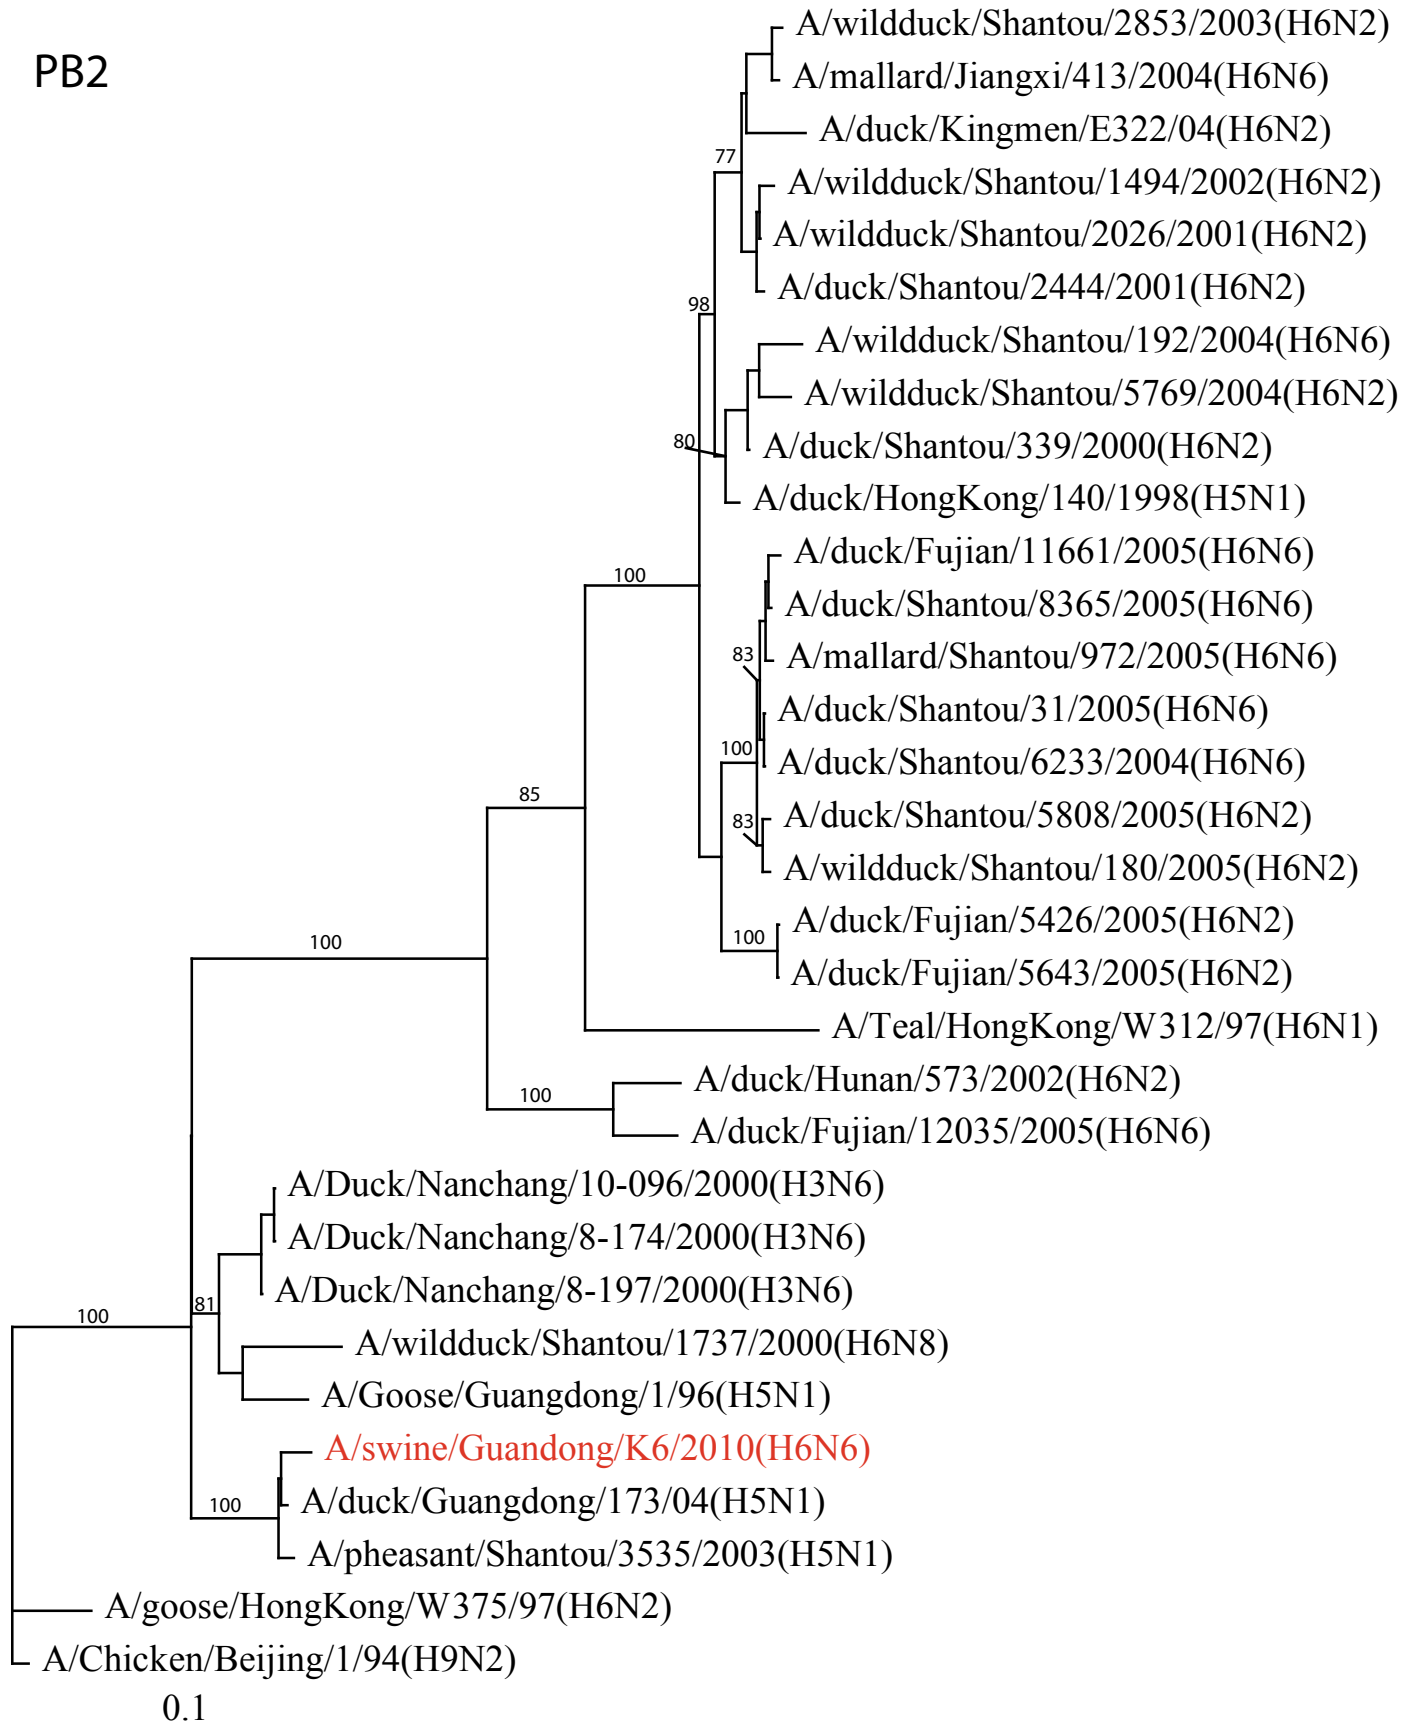 PB2
A/wildduck/Shantou/2853/2003(H6N2)
A/mallard/Jiangxi/413/2004(H6N6)
A/duck/Kingmen/E322/04(H6N2)
77
A/wildduck/Shantou/1494/2002(H6N2)
A/wildduck/Shantou/2026/2001(H6N2)
A/duck/Shantou/2444/2001(H6N2)
98
A/wildduck/Shantou/192/2004(H6N6)
A/wildduck/Shantou/5769/2004(H6N2)
80
A/duck/Shantou/339/2000(H6N2)
A/duck/HongKong/140/1998(H5N1)
A/duck/Fujian/11661/2005(H6N6)
100
A/duck/Shantou/8365/2005(H6N6)
83
A/mallard/Shantou/972/2005(H6N6)
A/duck/Shantou/31/2005(H6N6)
100
A/duck/Shantou/6233/2004(H6N6)
85
83
A/duck/Shantou/5808/2005(H6N2)
A/wildduck/Shantou/180/2005(H6N2)
A/duck/Fujian/5426/2005(H6N2)
100
100
A/duck/Fujian/5643/2005(H6N2)
A/Teal/HongKong/W312/97(H6N1)
A/duck/Hunan/573/2002(H6N2)
100
A/duck/Fujian/12035/2005(H6N6)
A/Duck/Nanchang/10-096/2000(H3N6)
A/Duck/Nanchang/8-174/2000(H3N6)
A/Duck/Nanchang/8-197/2000(H3N6)
81
100
A/wildduck/Shantou/1737/2000(H6N8)
A/Goose/Guangdong/1/96(H5N1)
A/swine/Guandong/K6/2010(H6N6)
100
A/duck/Guangdong/173/04(H5N1)
A/pheasant/Shantou/3535/2003(H5N1)
A/goose/HongKong/W375/97(H6N2)
A/Chicken/Beijing/1/94(H9N2)
0.1